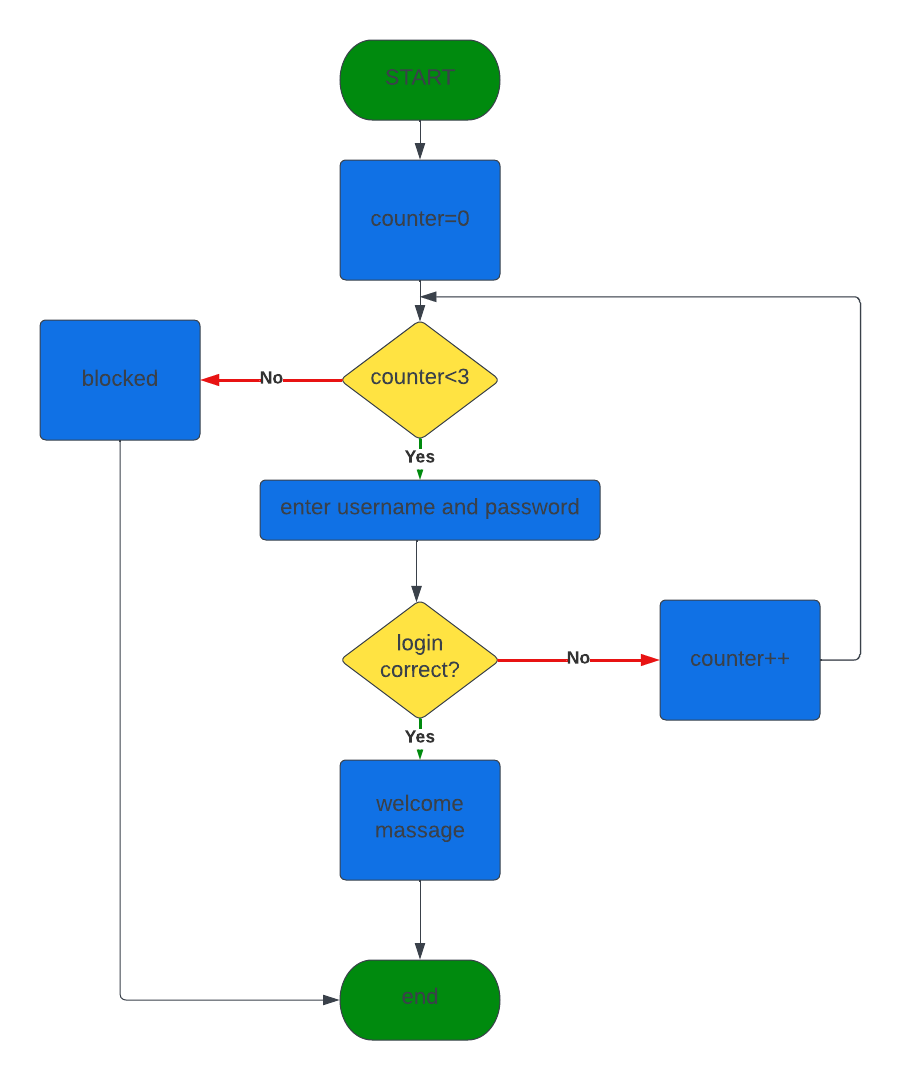 START
counter=0
blocked
No
counter<3
Yes
enter username and password
login
correct?
No
counter++
Yes
welcome
massage
end